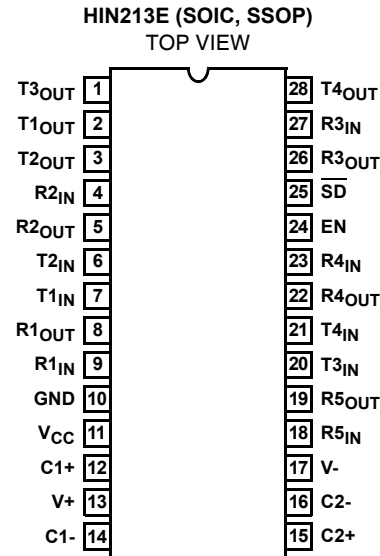 HIN213E (SOIC, SSOP)
TOP VIEW
T3OUT 1 28 T4OUT
T1OUT 2 27 R3IN
T2OUT 3 26 R3OUT
R2IN 4 25 S̅D̅
R2OUT 5 24 EN
T2IN 6 23 R4IN
T1IN 7 22 R4OUT
R1OUT 8 21 T4IN
R1IN 9 20 T3IN
GND 10 19 R5OUT
VCC 11 18 R5IN
C1+ 12 17 V-
V+ 13 16 C2-
C1- 14 15 C2+